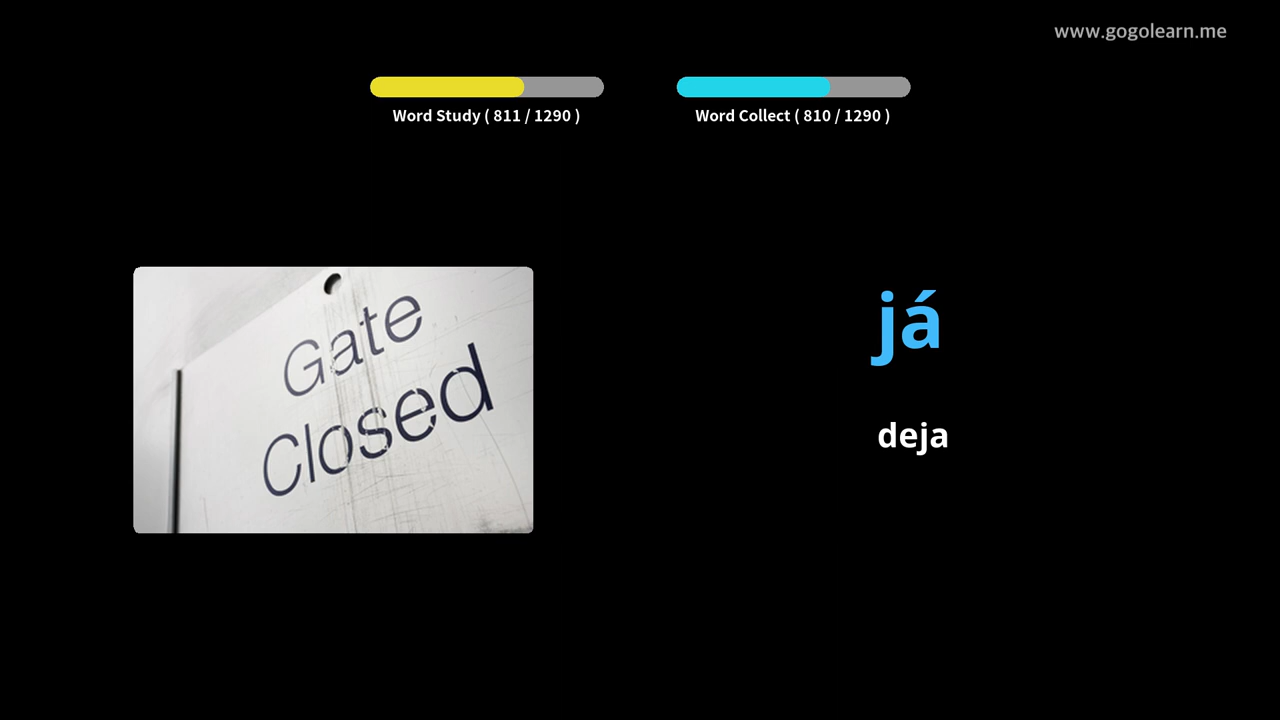 www.gogolearn.me
Word Study ( 811 / 1290 )
Word Collect ( 810 / 1290 )
Gate
Closed
já
deja